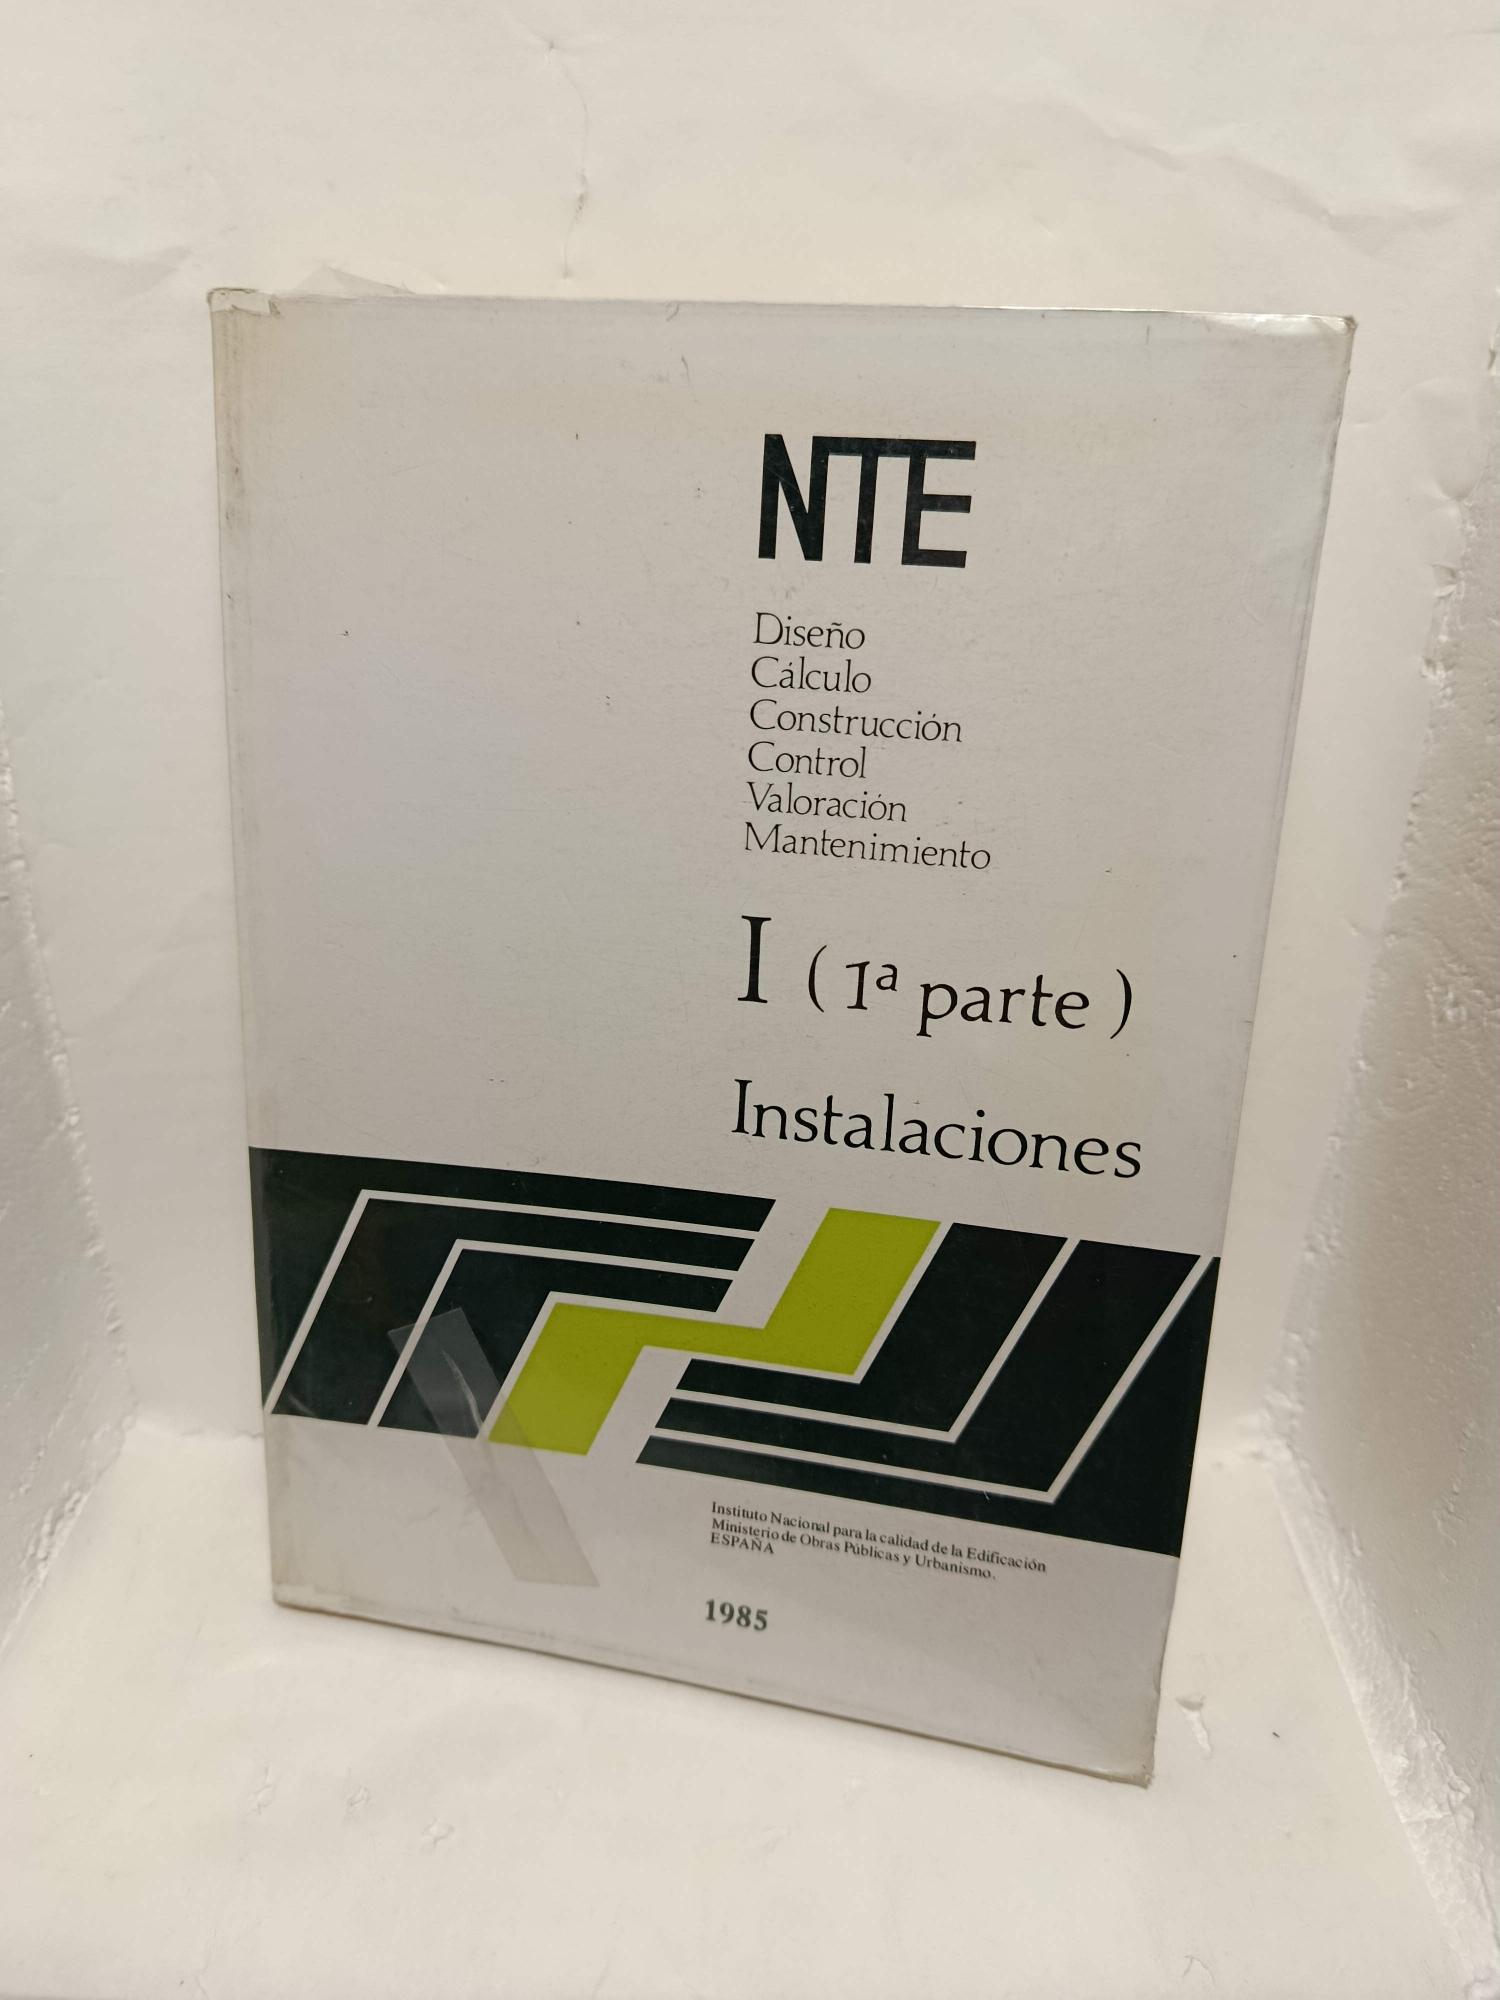 NTE
Diseño
Cálculo
Construcción
Control
Valoración
Mantenimiento
I (1ª parte)
Instalaciones
Instituto Nacional para la calidad de la Edificación
Ministerio de Obras Públicas y Urbanismo.
ESPAÑA
1985